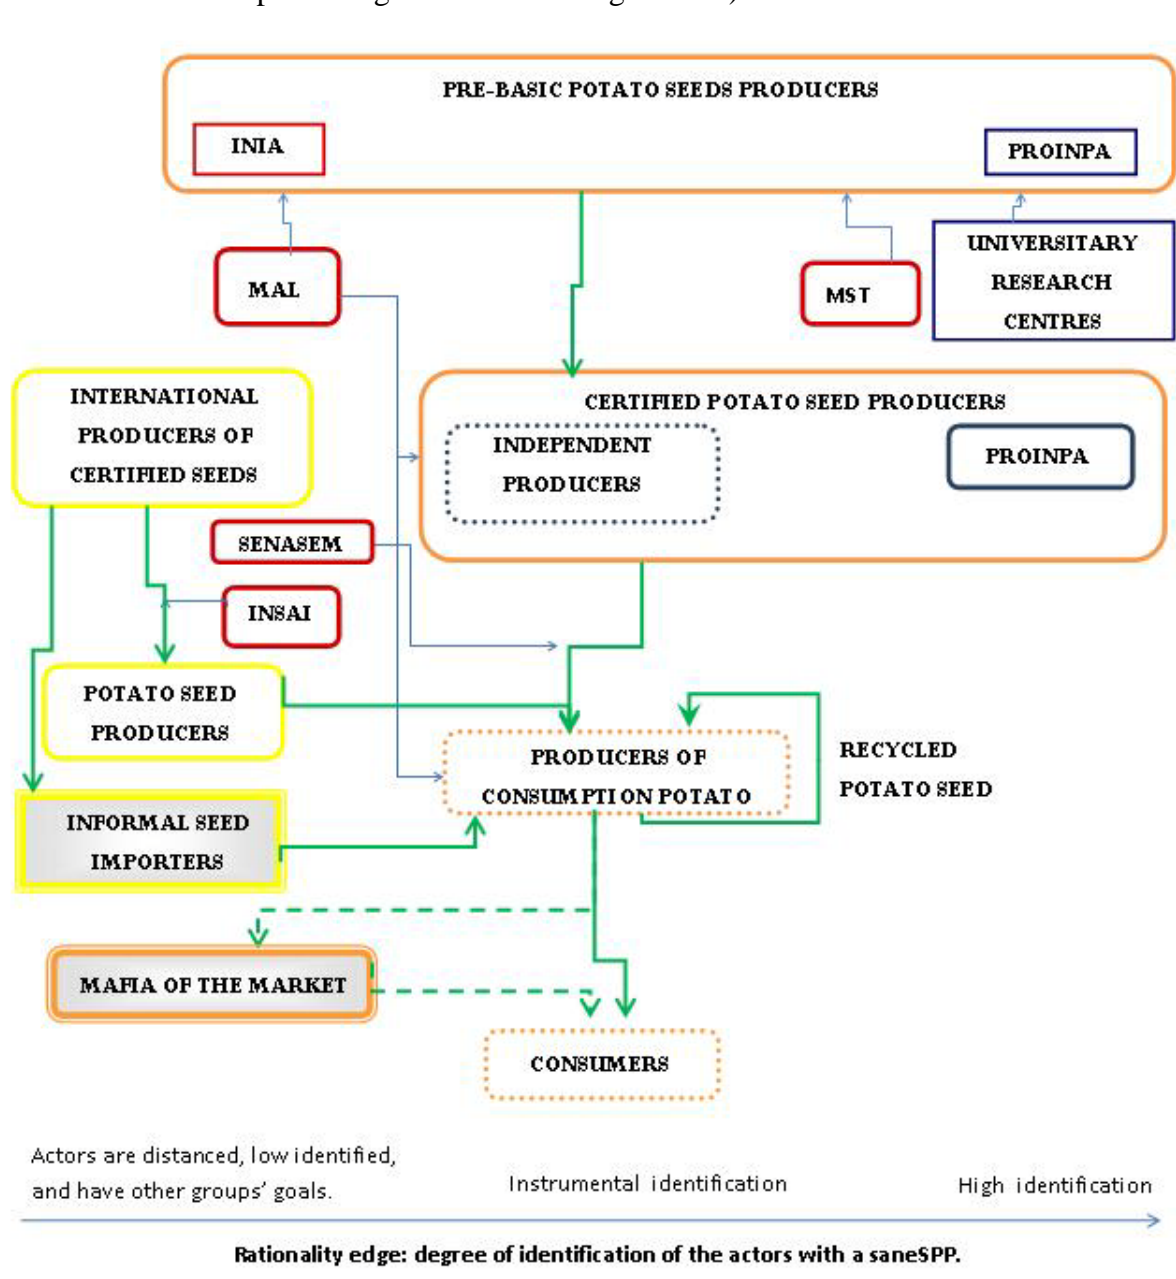 PRE-BASIC POTATO SEEDS PRODUCERS
INIA
PROINPA
MAL
MST
UNIVERSITARY
RESEARCH
CENTRES
INTERNATIONAL
PRODUCERS OF
CERTIFIED SEEDS
CERTIFIED POTATO SEED PRODUCERS
INDEPENDENT
PRODUCERS
PROINPA
SENASEM
INSAI
POTATO SEED
PRODUCERS
PRODUCERS OF
CONSUMPTION POTATO
RECYCLED
POTATO SEED
INFORMAL SEED
IMPORTERS
MAFIA OF THE MARKET
CONSUMERS
Actors are distanced, low identified,
and have other groups’ goals.
Instrumental identification
High identification
Rationality edge: degree of identification of the actors with a saneSPP.